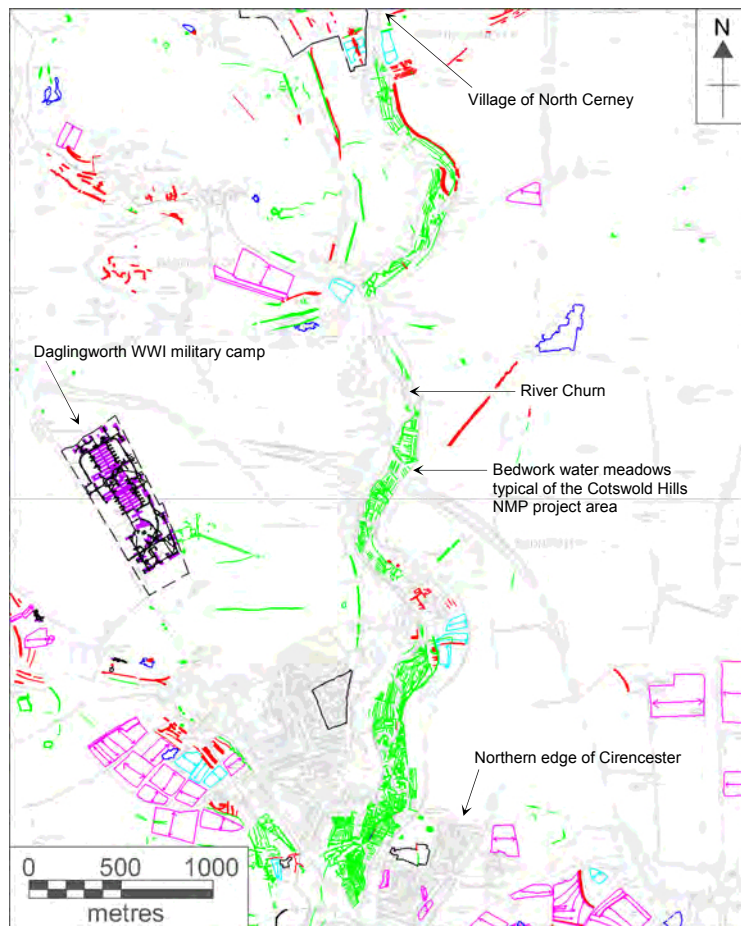 N
Village of North Cerney
Daglingworth WWI military camp
River Churn
Bedwork water meadows
typical of the Cotswold Hills
NMP project area
Northern edge of Cirencester
0 500 1000
metres